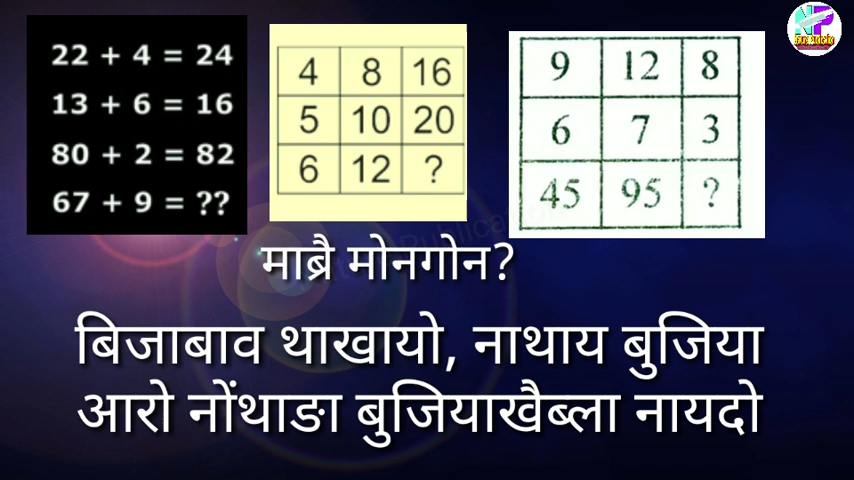 22 + 4 = 24
13 + 6 = 16
80 + 2 = 82
67 + 9 = ??
4 8 16
5 10 20
6 12 ?
9 12 8
6 7 3
45 95 ?
माब्रै मोनगोन?
बिजाबाव थाखायो, नाथाय बुजिया
आरो नोंथाङा बुजियाखैब्ला नायदो